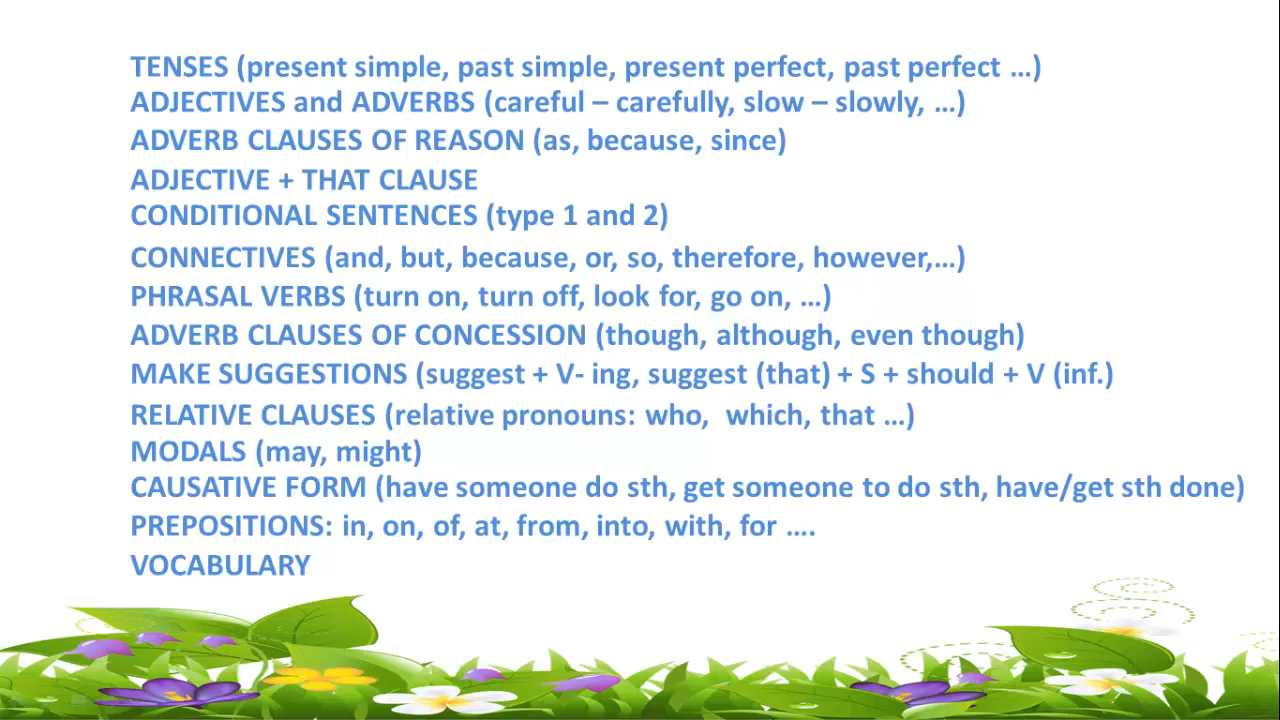 TENSES (present simple, past simple, present perfect, past perfect …)
ADJECTIVES and ADVERBS (careful – carefully, slow – slowly, …)
ADVERB CLAUSES OF REASON (as, because, since)
ADJECTIVE + THAT CLAUSE
CONDITIONAL SENTENCES (type 1 and 2)
CONNECTIVES (and, but, because, or, so, therefore, however,…)
PHRASAL VERBS (turn on, turn off, look for, go on, …)
ADVERB CLAUSES OF CONCESSION (though, although, even though)
MAKE SUGGESTIONS (suggest + V- ing, suggest (that) + S + should + V (inf.)
RELATIVE CLAUSES (relative pronouns: who,  which, that …)
MODALS (may, might)
CAUSATIVE FORM (have someone do sth, get someone to do sth, have/get sth done)
PREPOSITIONS: in, on, of, at, from, into, with, for ….
VOCABULARY